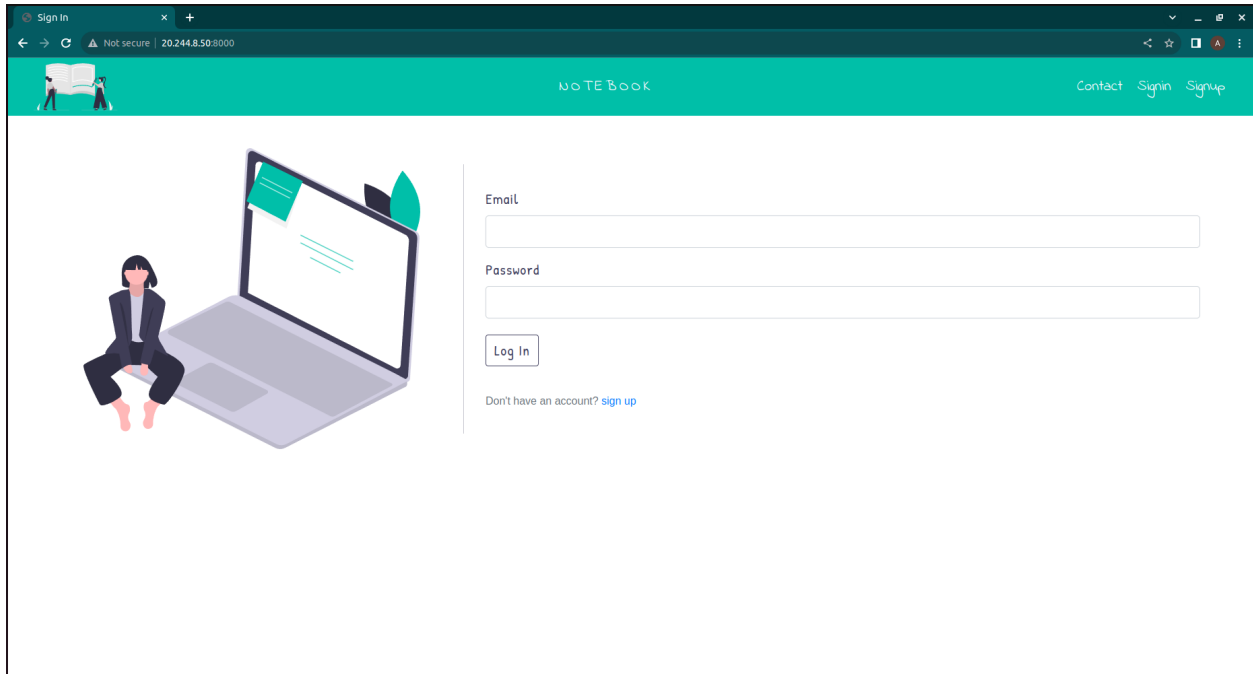 Sign In
Not secure | 20.244.8.50:8000
A
NOTEBOOK
Contact Signin Signup
Email
Password
Log In
Don't have an account? sign up